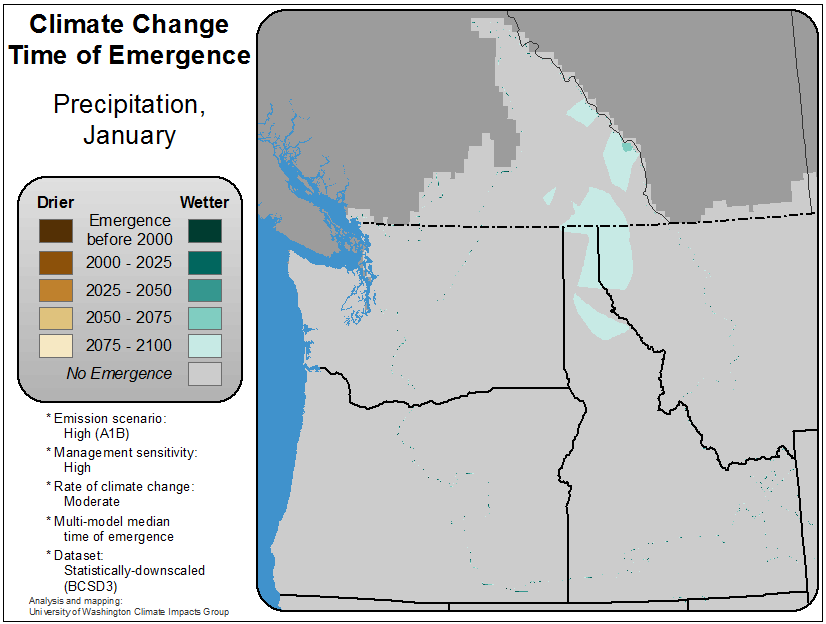 Climate Change
Time of Emergence
Precipitation,
January
Drier Wetter
Emergence
before 2000
2000 - 2025
2025 - 2050
2050 - 2075
2075 - 2100
No Emergence
* Emission scenario:
High (A1B)
* Management sensitivity:
High
* Rate of climate change:
Moderate
* Multi-model median
time of emergence
* Dataset:
Statistically-downscaled
(BCSD3)
Analysis and mapping:
University of Washington Climate Impacts Group